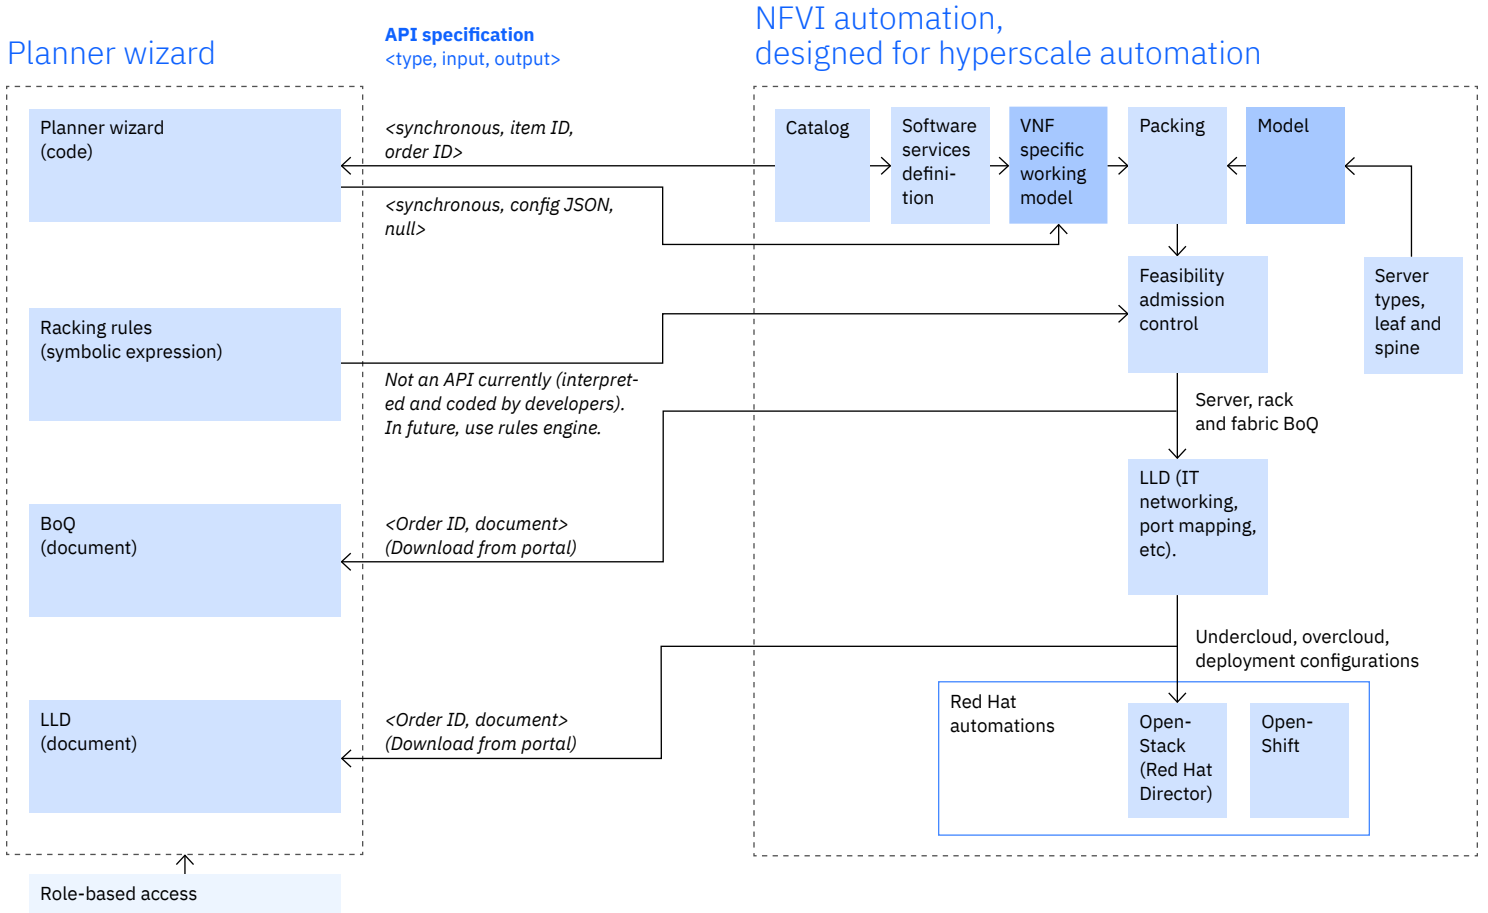 Planner wizard
API specification
<type, input, output>
NFVI automation,
designed for hyperscale automation
Planner wizard
(code)
<synchronous, item ID,
order ID>
<synchronous, config JSON,
null>
Catalog
Software
services
defini-
tion
VNF
specific
working
model
Packing
Model
Feasibility
admission
control
Server
types,
leaf and
spine
Racking rules
(symbolic expression)
Not an API currently (interpret-
ed and coded by developers).
In future, use rules engine.
Server, rack
and fabric BoQ
LLD (IT
networking,
port mapping,
etc).
BoQ
(document)
<Order ID, document>
(Download from portal)
Undercloud, overcloud,
deployment configurations
LLD
(document)
<Order ID, document>
(Download from portal)
Red Hat
automations
Open-
Stack
(Red Hat
Director)
Open-
Shift
Role-based access